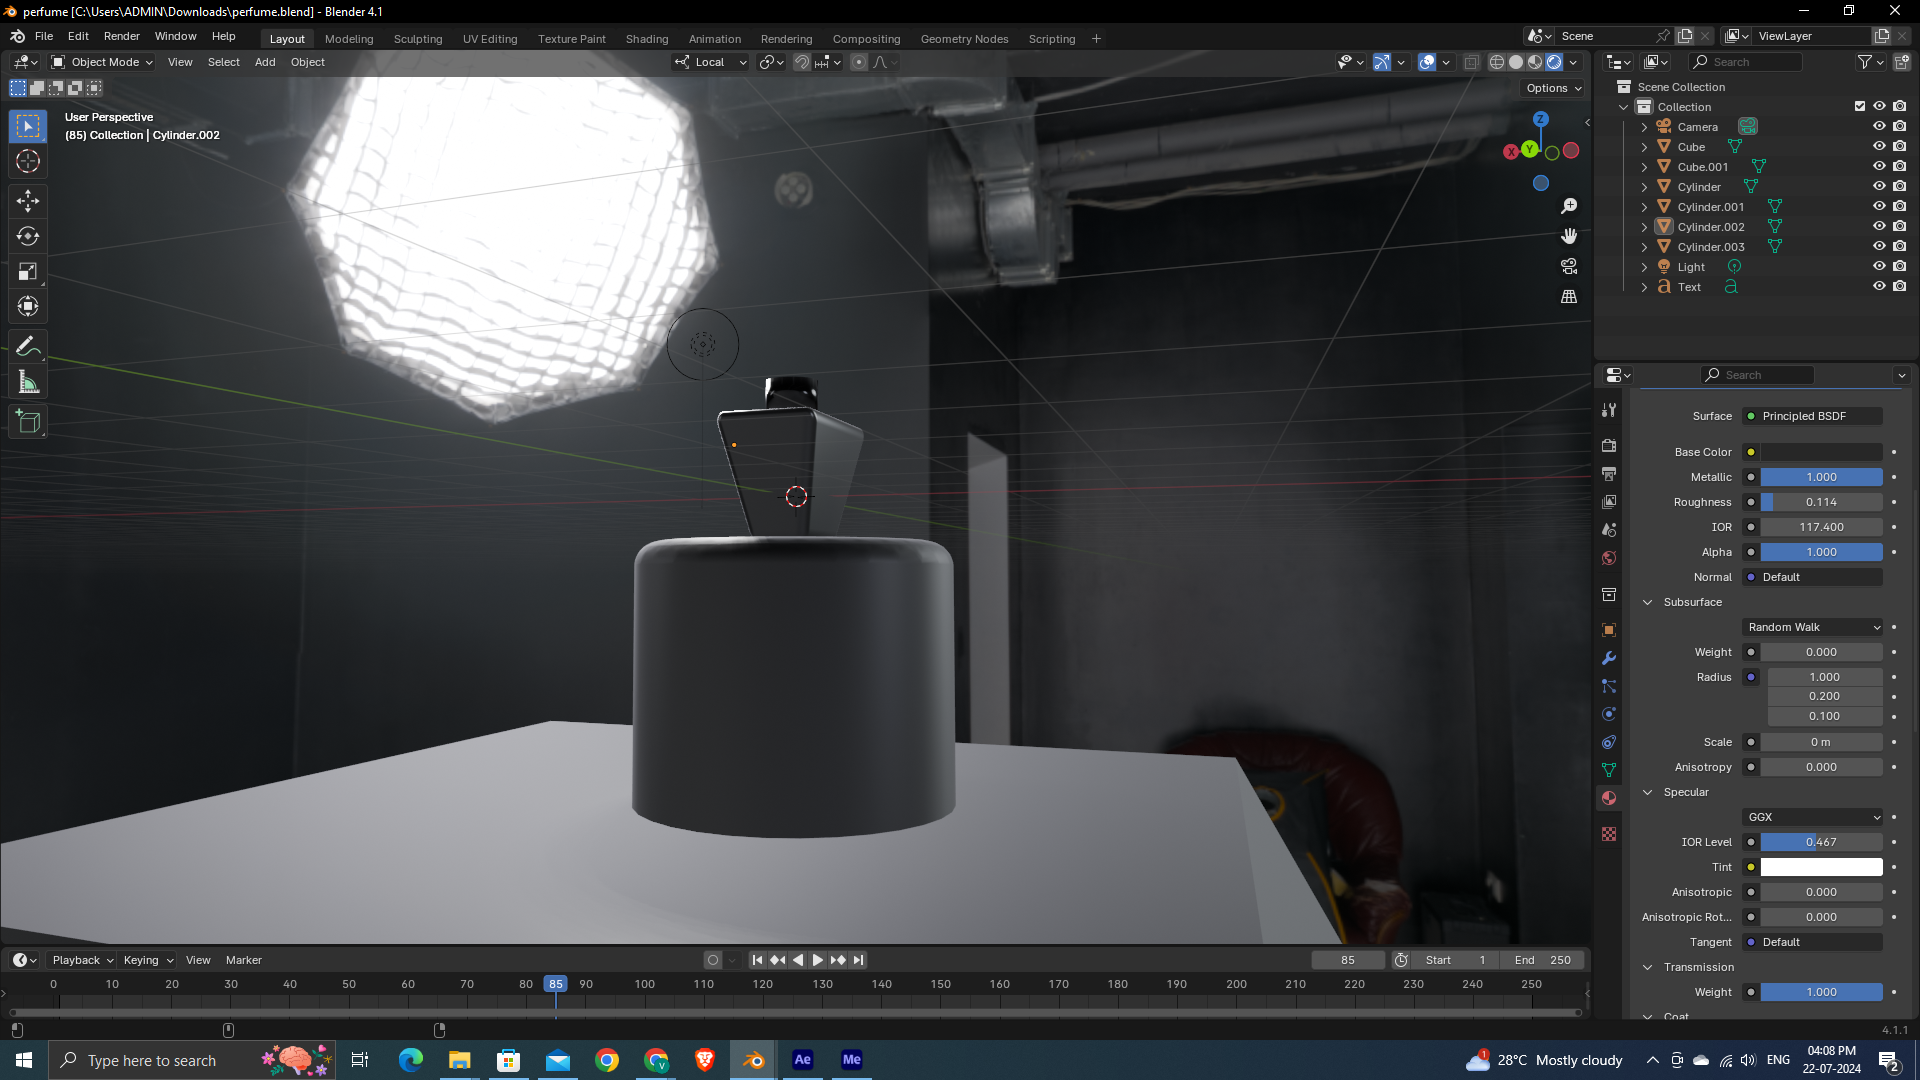 perfume [C:\Users\ADMIN\Downloads\perfume.blend] - Blender 4.1
File Edit Render Window Help
Layout Modeling Sculpting UV Editing Texture Paint Shading Animation Rendering Compositing Geometry Nodes Scripting +
Scene
ViewLayer
Object Mode View Select Add Object
Local
Search
Options
User Perspective
(85) Collection | Cylinder.002
Z
X
Y
Scene Collection
Collection
Camera
Cube
Cube.001
Cylinder
Cylinder.001
Cylinder.002
Cylinder.003
Light
Text
Search
Surface Principled BSDF
Base Color
Metallic 1.000
Roughness 0.114
IOR 117.400
Alpha 1.000
Normal Default
Subsurface
Random Walk
Weight 0.000
Radius 1.000
0.200
0.100
Scale 0 m
Anisotropy 0.000
Specular
GGX
IOR Level 0.467
Tint
Anisotropic 0.000
Anisotropic Rot... 0.000
Tangent Default
Transmission
Weight 1.000
Coat
Playback Keying View Marker
85
Start 1
End 250
0 10 20 30 40 50 60 70 80 85 90 100 110 120 130 140 150 160 170 180 190 200 210 220 230 240 250
4.1.1
Type here to search
Ae
Me
1
28°C Mostly cloudy
ENG
04:08 PM
22-07-2024
2